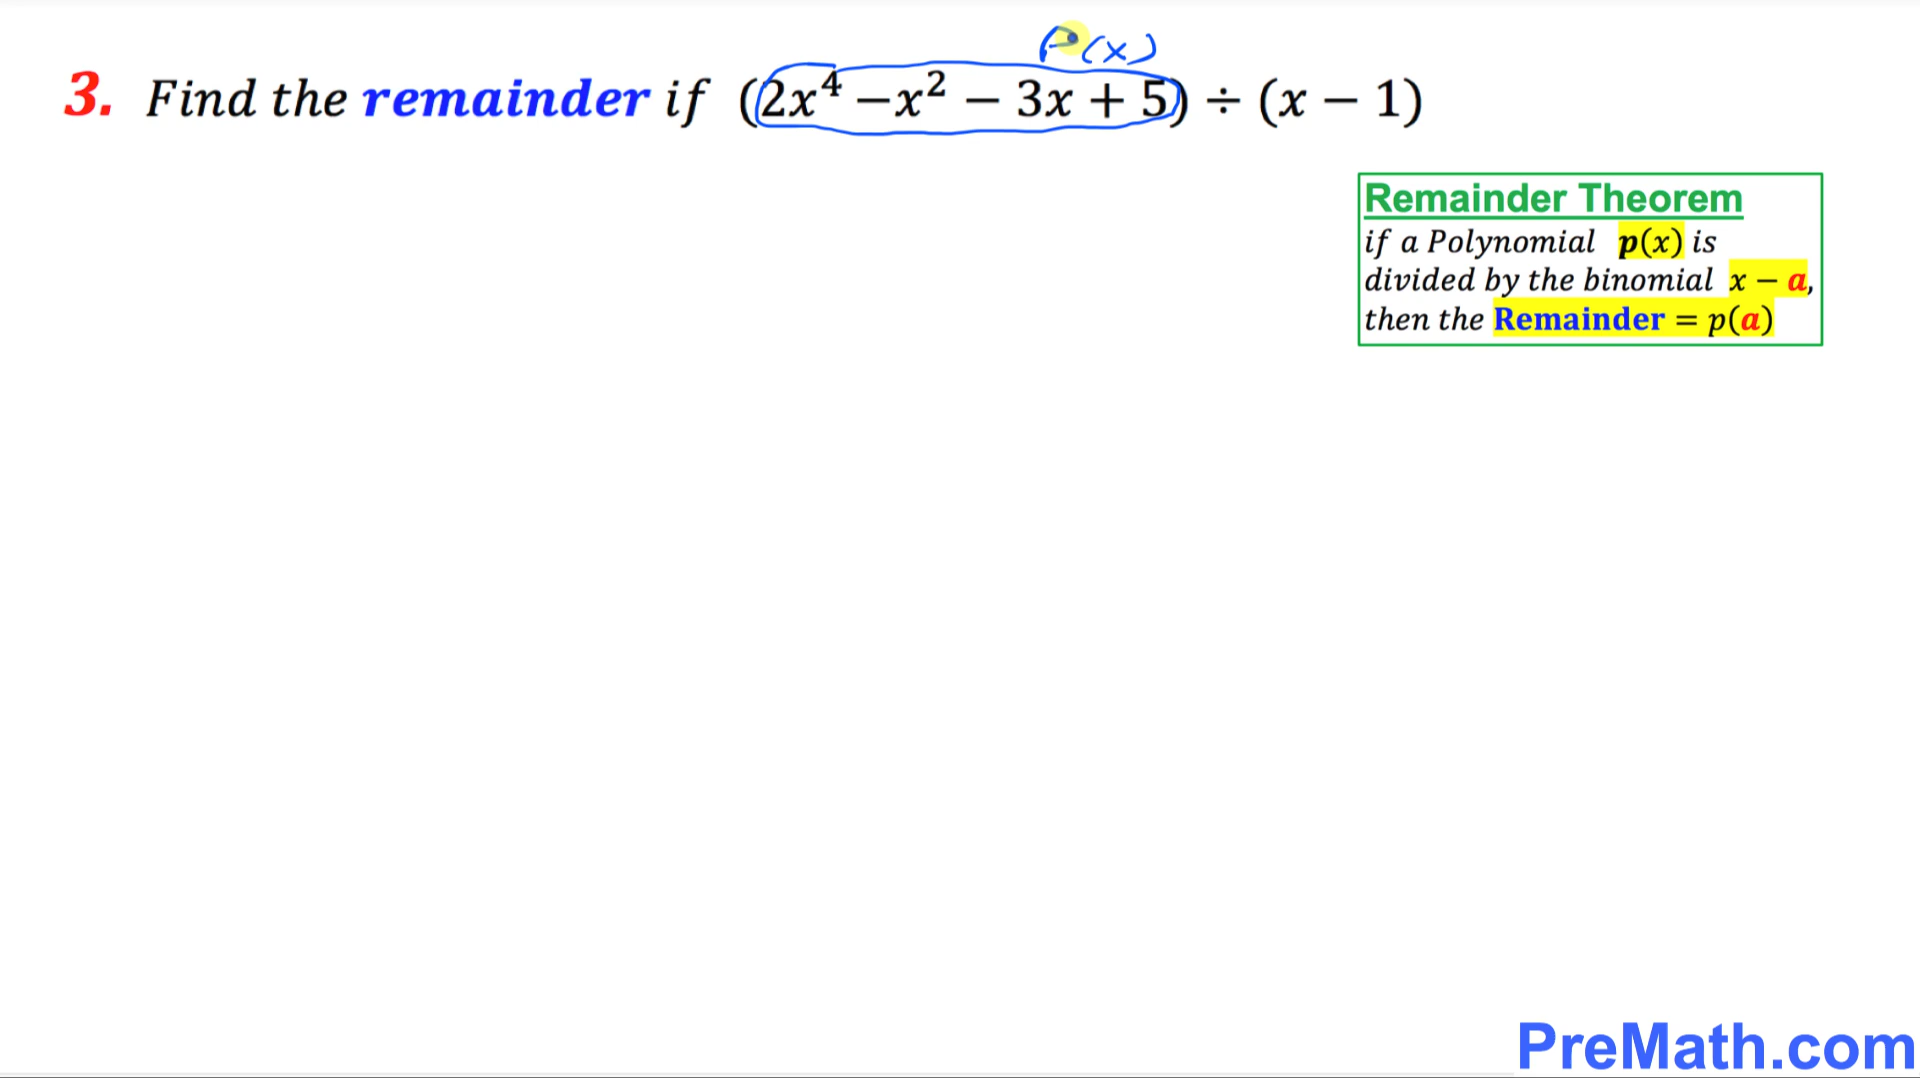 P(x)
3. Find the remainder if (2x⁴ −x² − 3x + 5) ÷ (x − 1)
Remainder Theorem
if a Polynomial p(x) is
divided by the binomial x − a,
then the Remainder = p(a)
PreMath.com